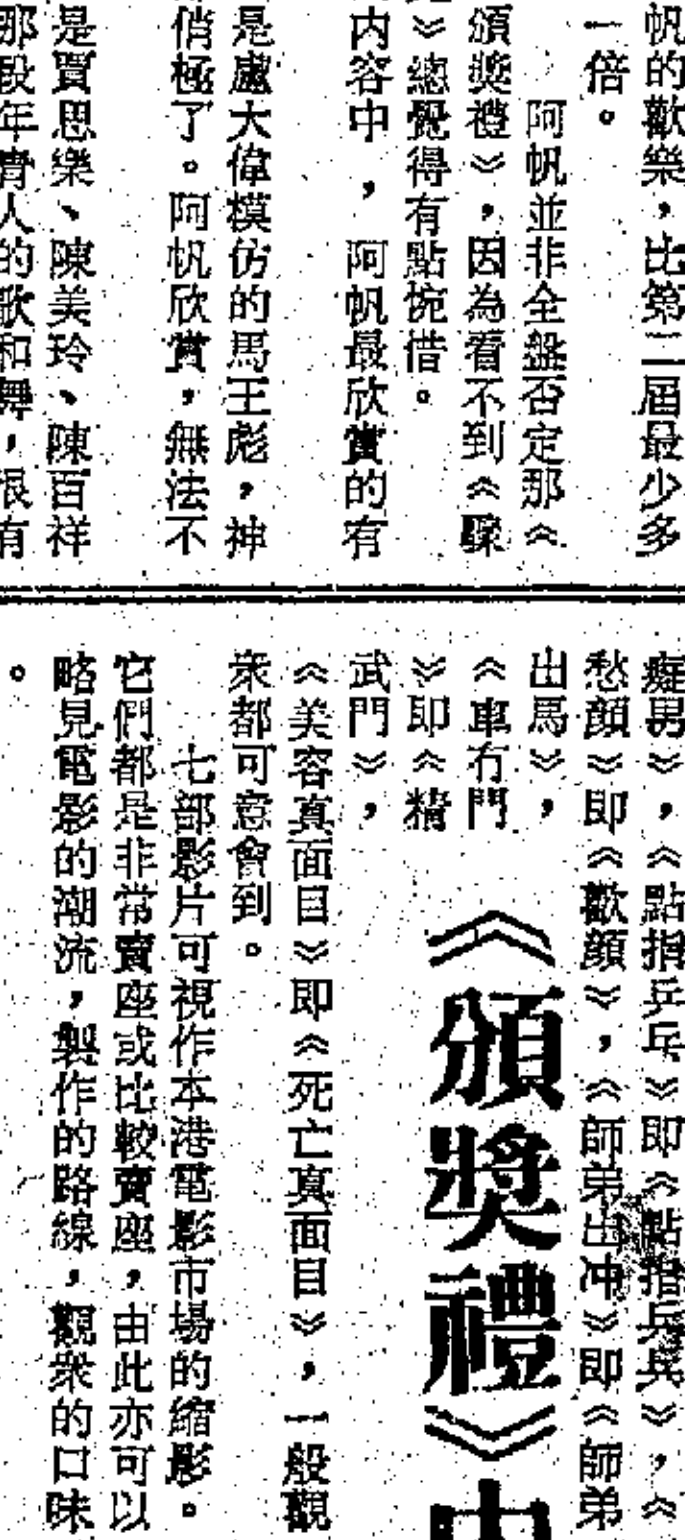 帆的歡樂，比第二屆最少多
一倍。
阿帆並非全盤否定那《
頒獎禮》，因為看不到《騄
》總覺得有點惋借。
内容中，阿帆最欣賞的有
是盧大偉模仿的馬王彪，神
俏極了。阿帆欣賞，無法不
是賈思樂、陳美玲、陳百祥
那段年青人的歌和舞，很有
癡男》，《點指乒乓》即《點指兵兵》，《
愁顏》即《歡顏》，《師弟出冲》即《師弟
出馬》，
《車冇門
》即《精
武門》，
《頒獎禮》
《美容真面目》即《死亡真面目》，一般觀
衆都可意會到。
七部影片可視作本港電影市場的縮影。
它們都是非常賣座或比較賣座，由此亦可以
略見電影的潮流，製作的路線，觀衆的口味
。